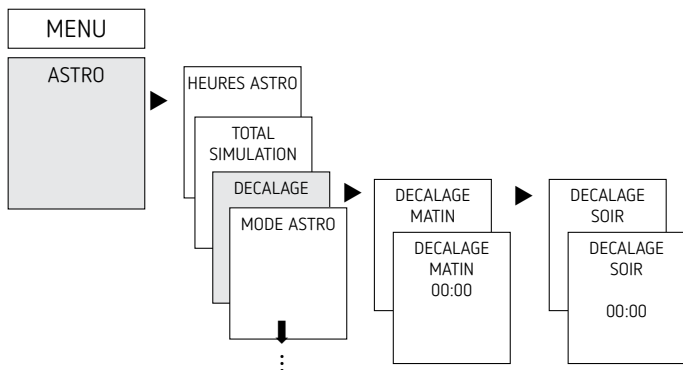 MENU
ASTRO
HEURES ASTRO
TOTAL
SIMULATION
DECALAGE
MODE ASTRO
DECALAGE
MATIN
DECALAGE
MATIN
00:00
DECALAGE
SOIR
DECALAGE
SOIR
00:00